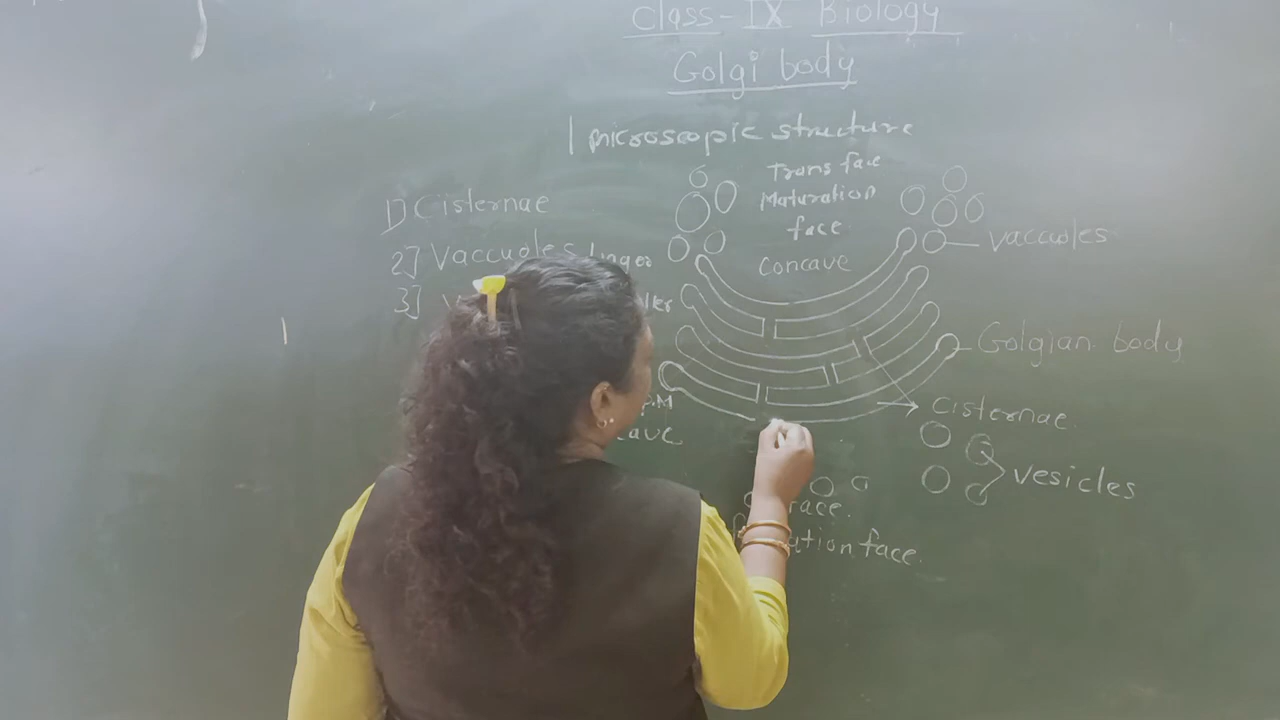 Class-IX Biology
Golgi body
microscopic structure
Trans face
Maturation
face
Concave
1] Cisternae
2] Vaccuoles
3]
Vaccuoles
Golgian body
Cisternae
vesicles
face.
face.